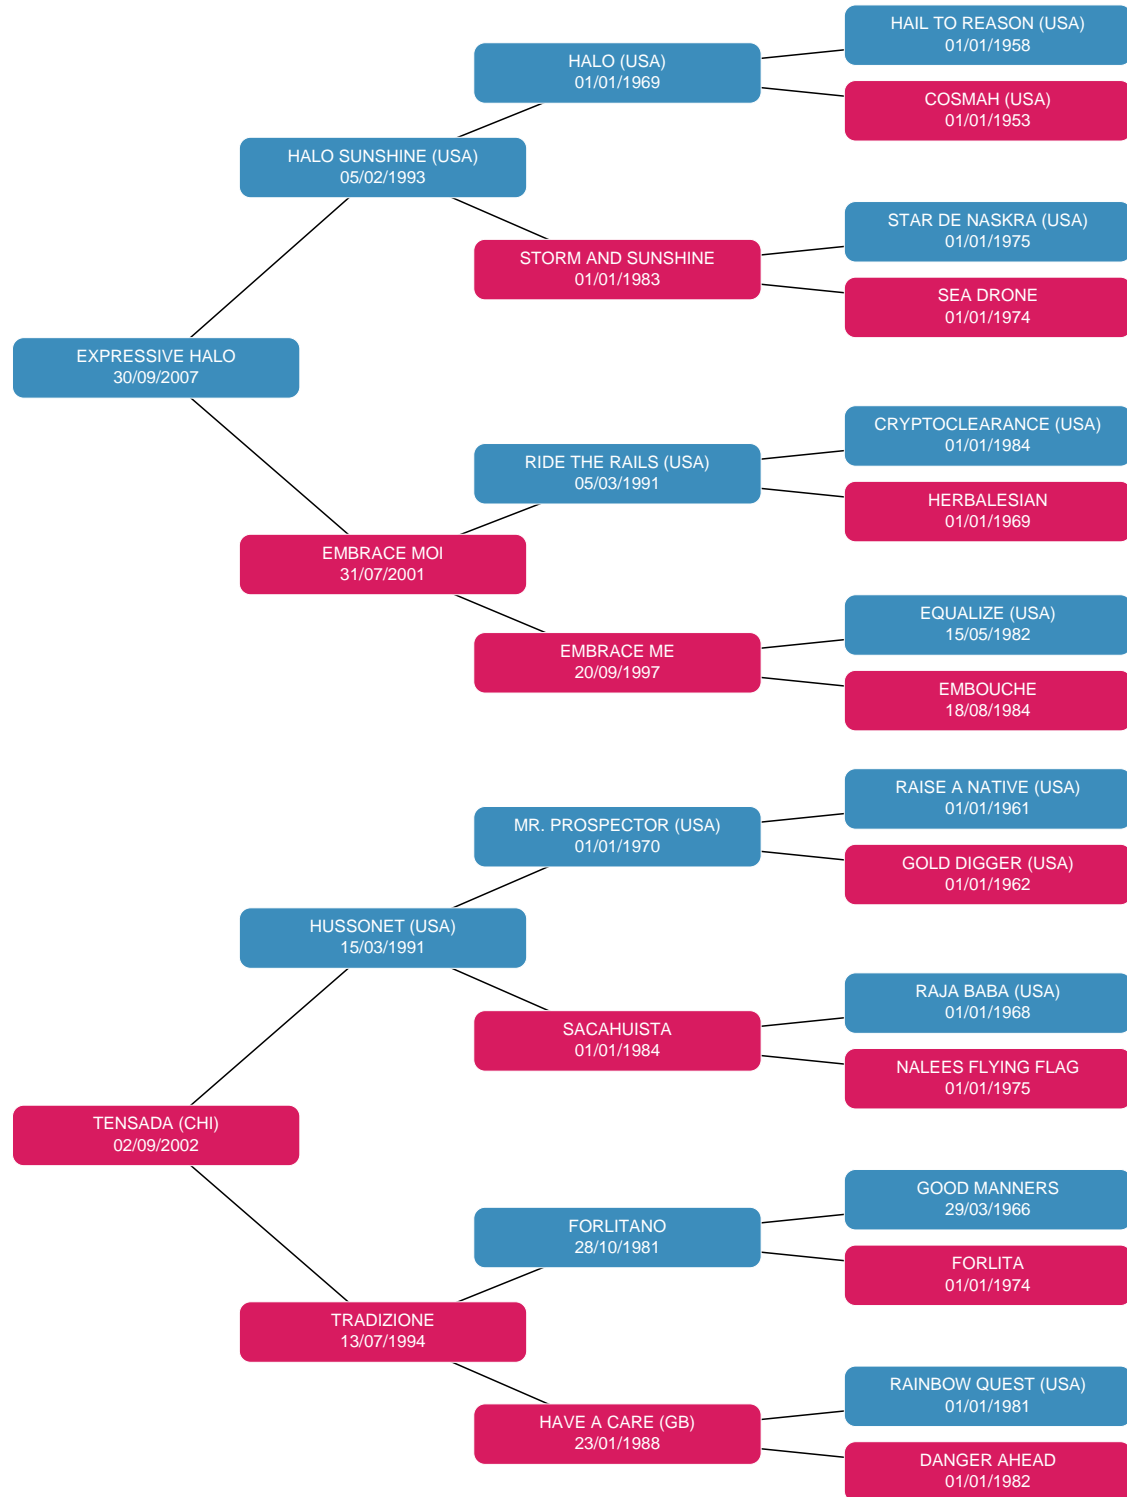 HAIL TO REASON (USA)
01/01/1958
HALO (USA)
01/01/1969
COSMAH (USA)
01/01/1953
HALO SUNSHINE (USA)
05/02/1993
STAR DE NASKRA (USA)
01/01/1975
STORM AND SUNSHINE
01/01/1983
SEA DRONE
01/01/1974
EXPRESSIVE HALO
30/09/2007
CRYPTOCLEARANCE (USA)
01/01/1984
RIDE THE RAILS (USA)
05/03/1991
HERBALESIAN
01/01/1969
EMBRACE MOI
31/07/2001
EQUALIZE (USA)
15/05/1982
EMBRACE ME
20/09/1997
EMBOUCHE
18/08/1984
RAISE A NATIVE (USA)
01/01/1961
MR. PROSPECTOR (USA)
01/01/1970
GOLD DIGGER (USA)
01/01/1962
HUSSONET (USA)
15/03/1991
RAJA BABA (USA)
01/01/1968
SACAHUISTA
01/01/1984
NALEES FLYING FLAG
01/01/1975
TENSADA (CHI)
02/09/2002
GOOD MANNERS
29/03/1966
FORLITANO
28/10/1981
FORLITA
01/01/1974
TRADIZIONE
13/07/1994
RAINBOW QUEST (USA)
01/01/1981
HAVE A CARE (GB)
23/01/1988
DANGER AHEAD
01/01/1982